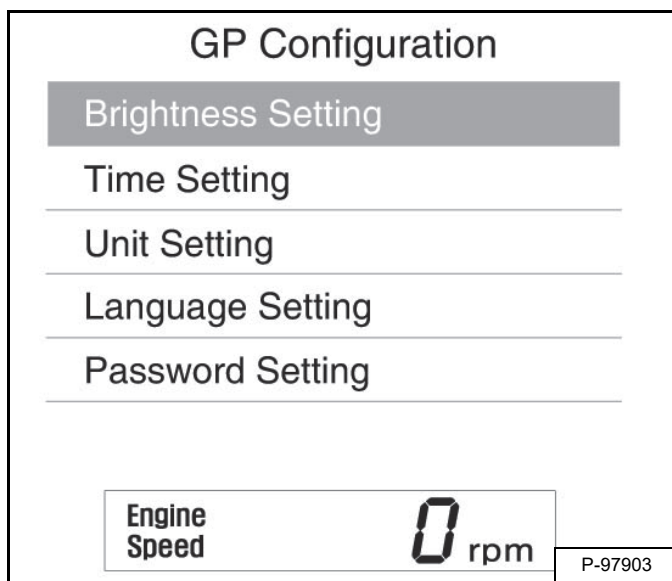 GP Configuration
Brightness Setting
Time Setting
Unit Setting
Language Setting
Password Setting
Engine
Speed
0 rpm
P-97903